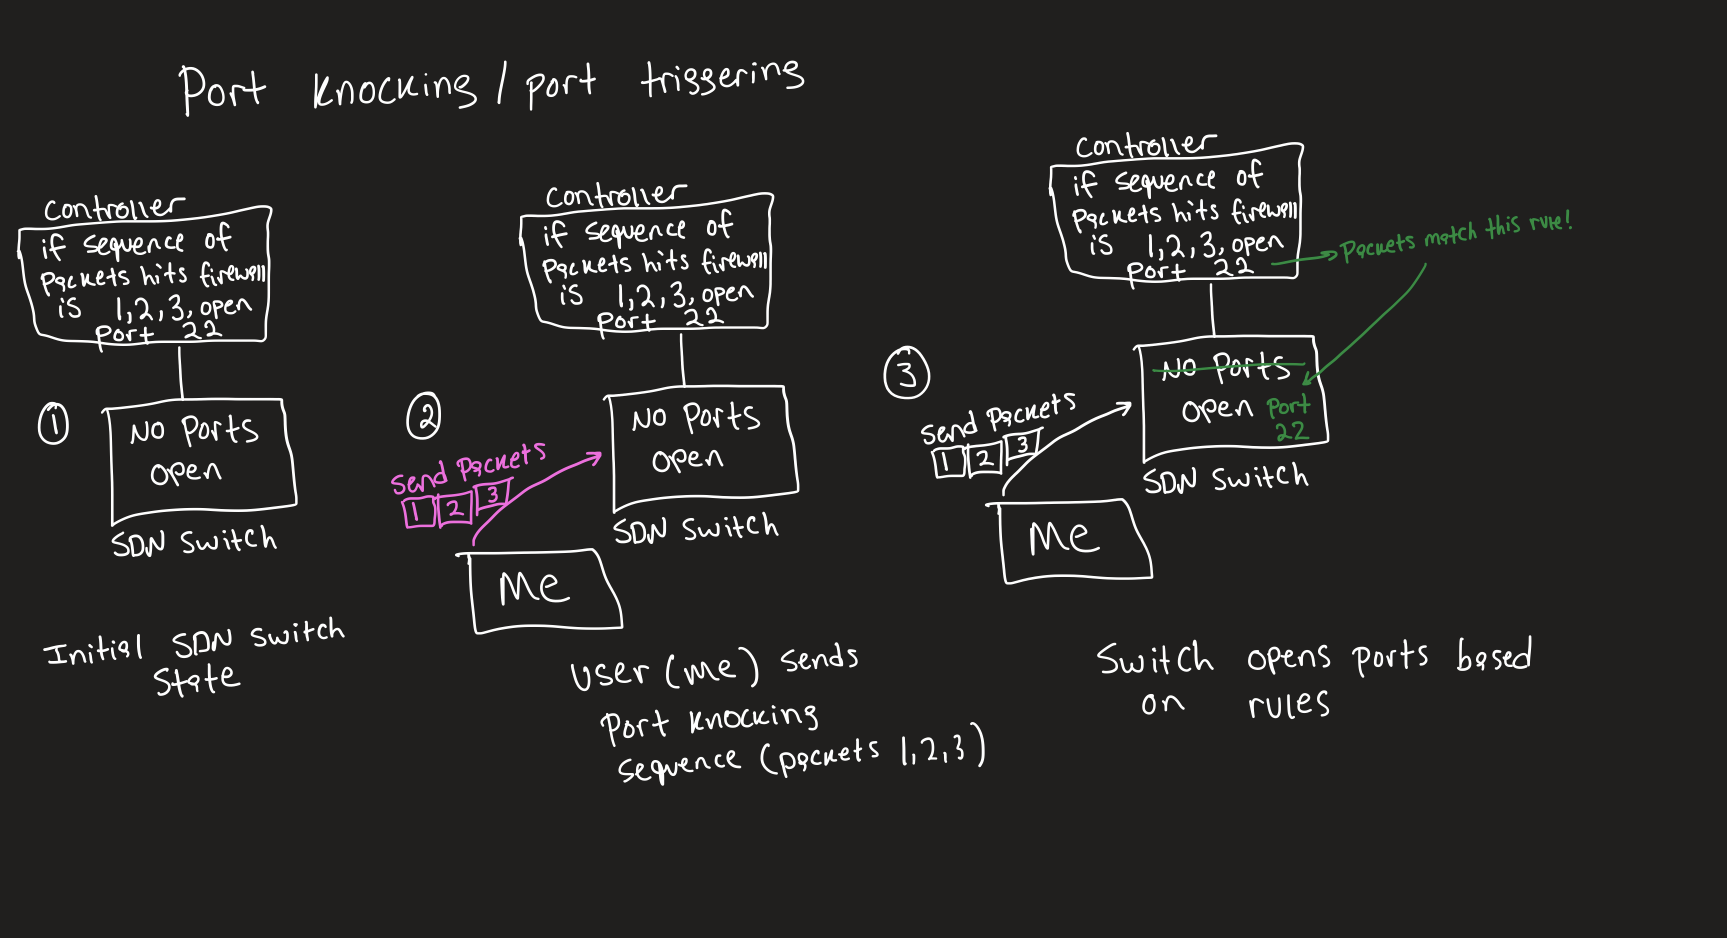 Port Knocking / port triggering
Controller
if sequence of
Packets hits firewall
is 1,2,3, open
port 22
1
No Ports
open
SDN Switch
Initial SDN Switch
State
Controller
if sequence of
Packets hits firewall
is 1,2,3, open
port 22
2
No Ports
open
Send Packets
1 2 3
SDN Switch
Me
User (me) sends
Port Knocking
Sequence (packets 1,2,3)
Controller
if sequence of
Packets hits firewall
is 1,2,3, open
port 22
Packets match this rule!
3
No Ports
open Port
22
Send Packets
1 2 3
SDN Switch
Me
Switch opens ports based
on rules